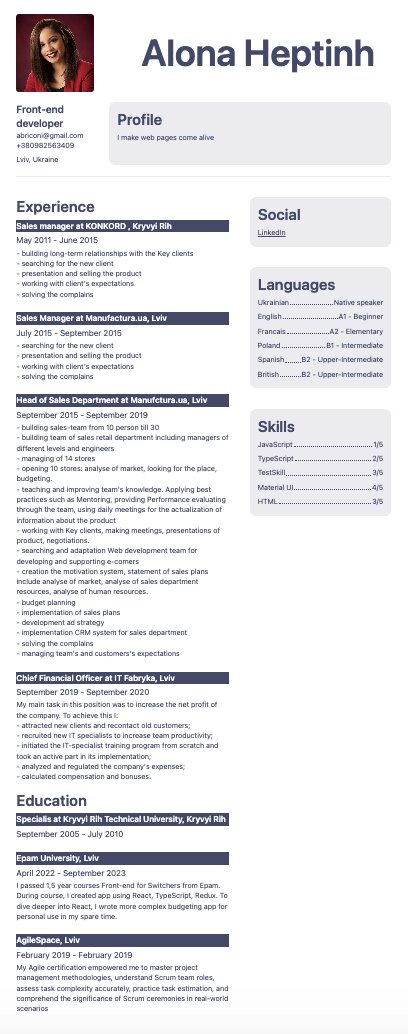 Alona Heptinh
Front-end
developer
abriconi@gmail.com
+380982563409
Lviv, Ukraine
Profile
I make web pages come alive
Experience
Sales manager at KONKORD , Kryvyi Rih
May 2011 - June 2015
- building long-term relationships with the Key clients
- searching for the new client
- presentation and selling the product
- working with client's expectations
- solving the complains
Sales Manager at Manufactura.ua, Lviv
July 2015 - September 2015
- searching for the new client
- presentation and selling the product
- working with client's expectations
- solving the complains
Head of Sales Department at Manufctura.ua, Lviv
September 2015 - September 2019
- building sales-team from 10 person till 30
- building team of sales retail department including managers of
different levels and engineers
- managing of 14 stores
- opening 10 stores: analyse of market, looking for the place,
budgeting.
- teaching and improving team's knowledge. Applying best
practices such as Mentoring, providing Performance evaluating
through the team, using daily meetings for the actualization of
information about the product
- working with Key clients, making meetings, presentations of
product, negotiations.
- searching and adaptation Web development team for
developing and supporting e-comers
- creation the motivation system, statement of sales plans
include analyse of market, analyse of sales department
resources, analyse of human resources.
- budget planning
- implementation of sales plans
- development ad strategy
- implementation CRM system for sales department
- solving the complains
- managing team's and customers's expectations
Chief Financial Officer at IT Fabryka, Lviv
September 2019 - September 2020
My main task in this position was to increase the net profit of
the company. To achieve this I:
- attracted new clients and recontact old customers;
- recruited new IT specialists to increase team productivity;
- initiated the IT-specialist training program from scratch and
took an active part in its implementation;
- analyzed and regulated the company's expenses;
- calculated compensation and bonuses.
Education
Specialis at Kryvyi Rih Technical University, Kryvyi Rih
September 2005 - July 2010
Epam University, Lviv
April 2022 - September 2023
I passed 1,5 year courses Front-end for Switchers from Epam.
During course, I created app using React, TypeScript, Redux. To
dive deeper into React, I wrote more complex budgeting app for
personal use in my spare time.
AgileSpace, Lviv
February 2019 - February 2019
My Agile certification empowered me to master project
management methodologies, understand Scrum team roles,
assess task complexity accurately, practice task estimation, and
comprehend the significance of Scrum ceremonies in real-world
scenarios
Social
LinkedIn
Languages
Ukrainian Native speaker
English A1 - Beginner
Francais A2 - Elementary
Poland B1 - Intermediate
Spanish B2 - Upper-Intermediate
British B2 - Upper-Intermediate
Skills
JavaScript 1/5
TypeScript 2/5
TestSkill 3/5
Material UI 4/5
HTML 3/5